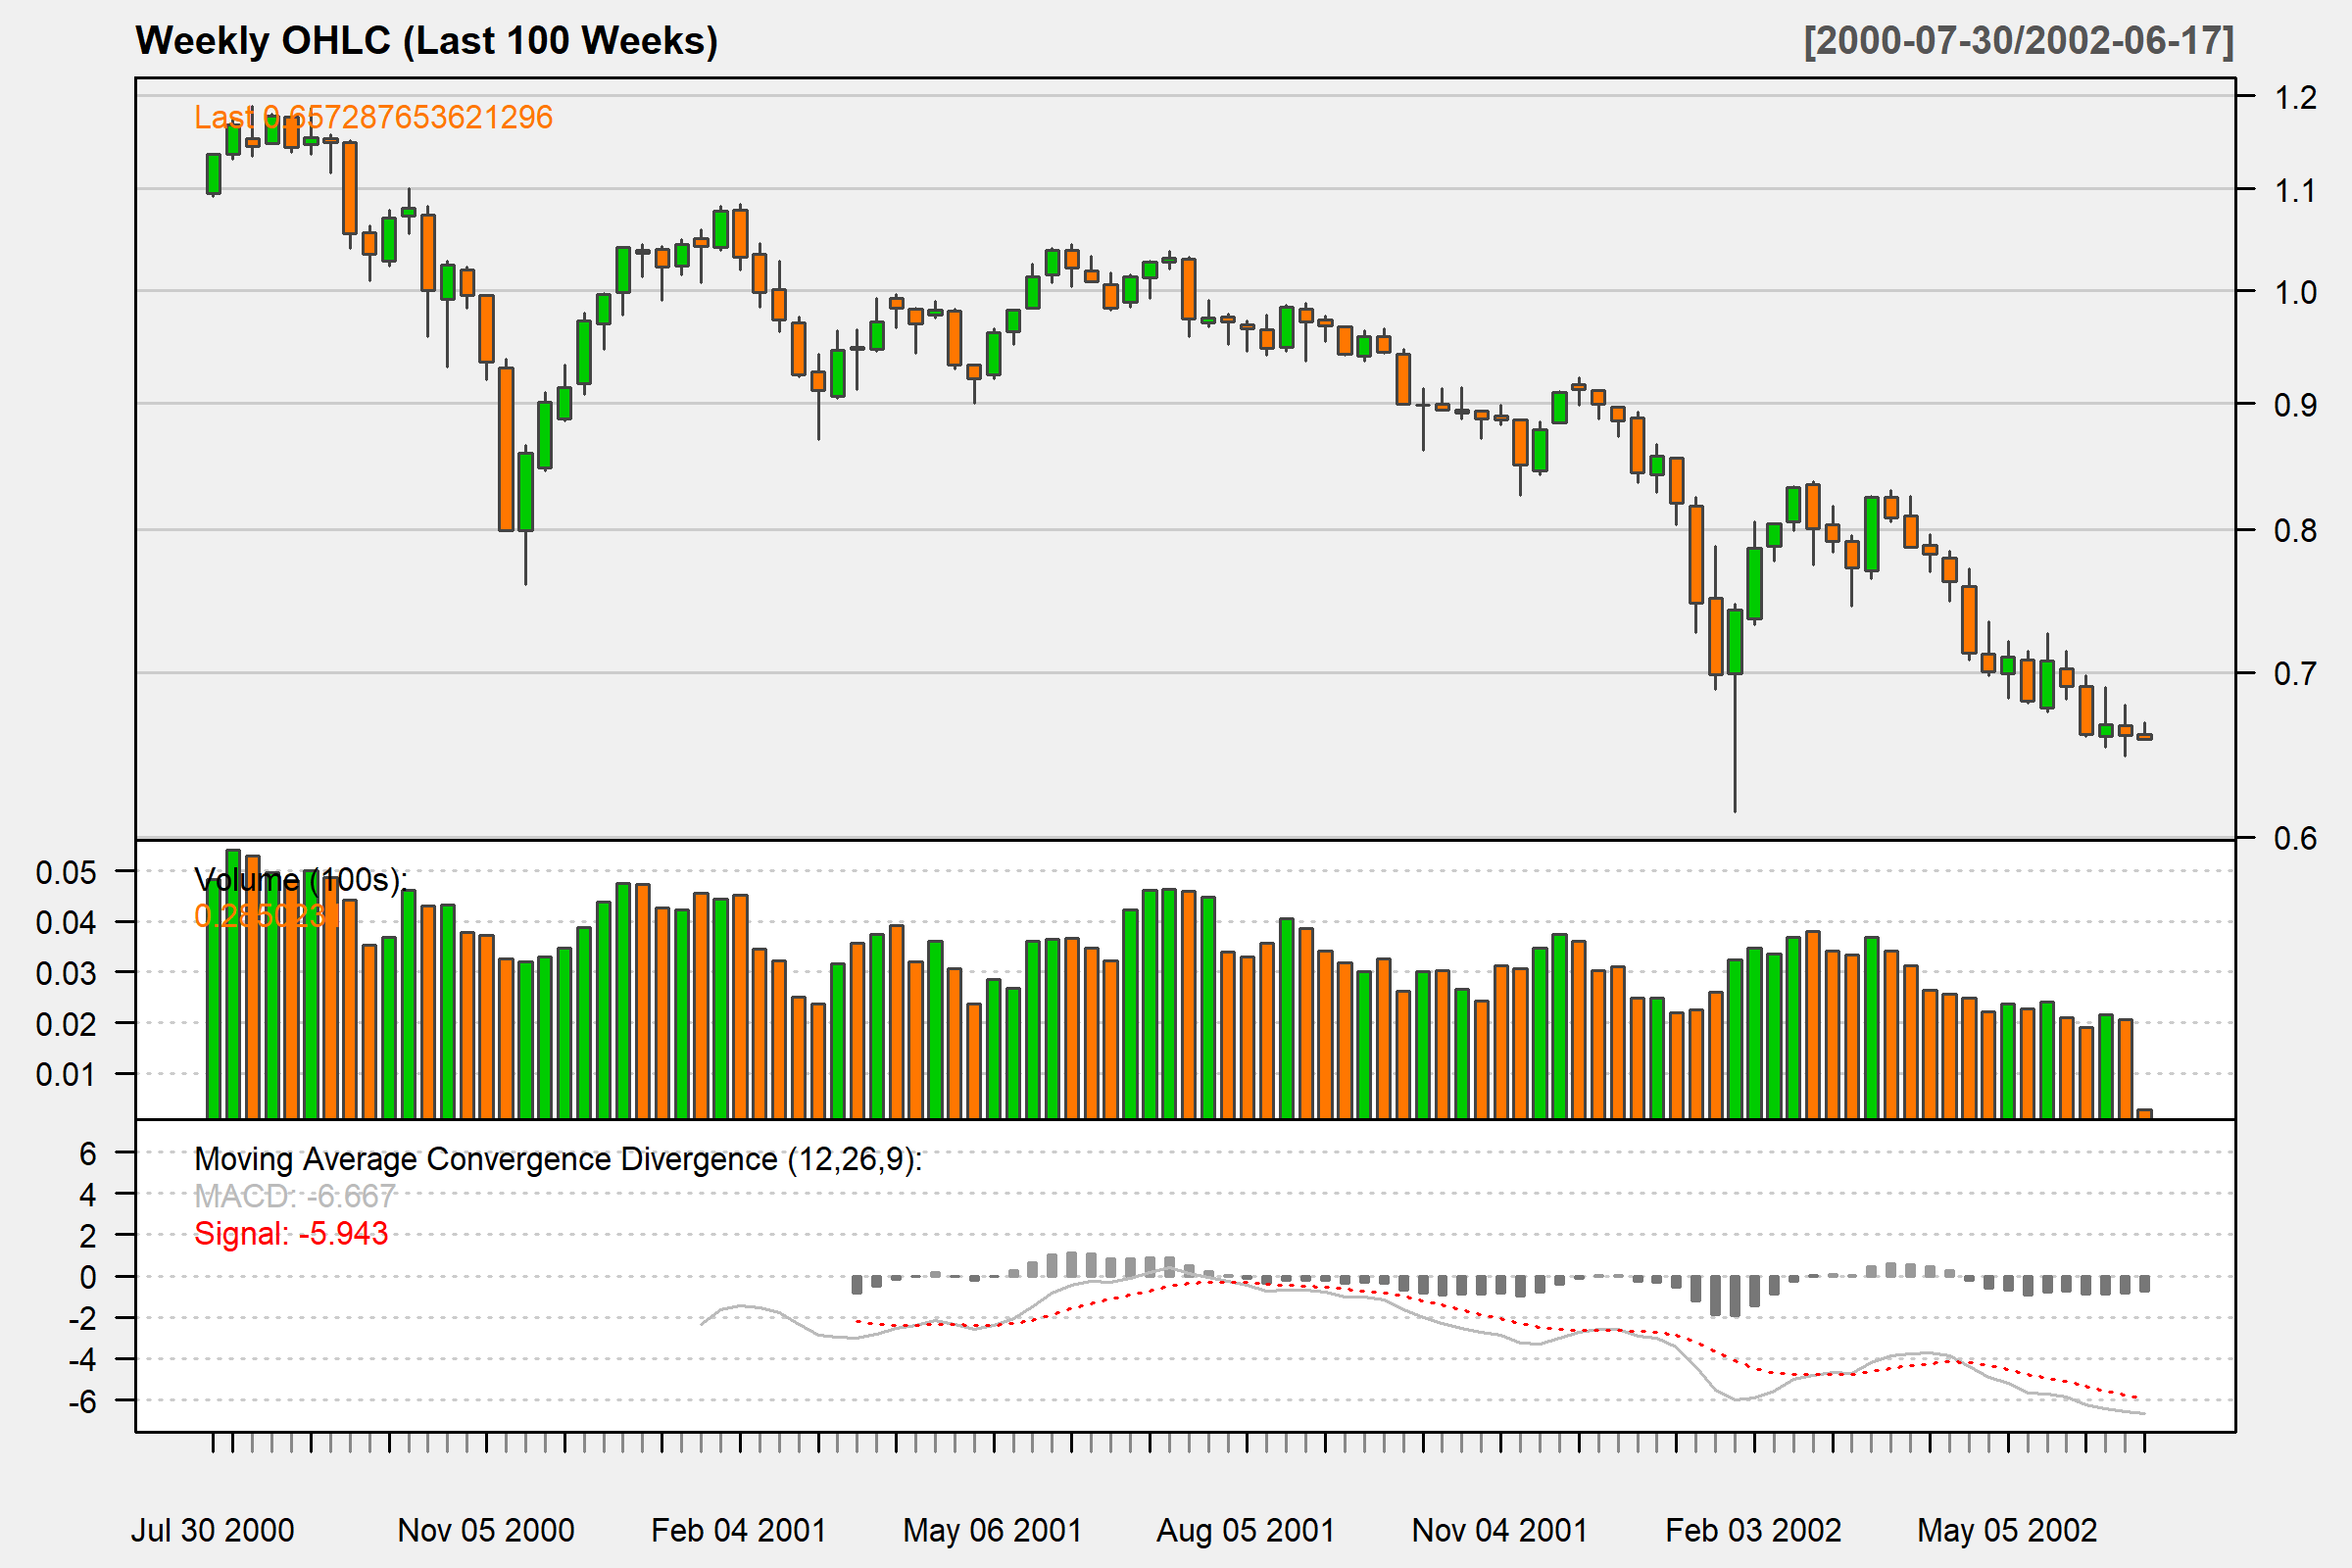 Weekly OHLC (Last 100 Weeks) [2000-07-30/2002-06-17]
Last 0.657287653621296
1.2
1.1
1.0
0.9
0.8
0.7
0.6
Volume (100s):
0.05
0.04
0.03
0.02
0.01
Moving Average Convergence Divergence (12,26,9):
MACD: -6.667
Signal: -5.943
6
4
2
0
-2
-4
-6
Jul 30 2000 Nov 05 2000 Feb 04 2001 May 06 2001 Aug 05 2001 Nov 04 2001 Feb 03 2002 May 05 2002